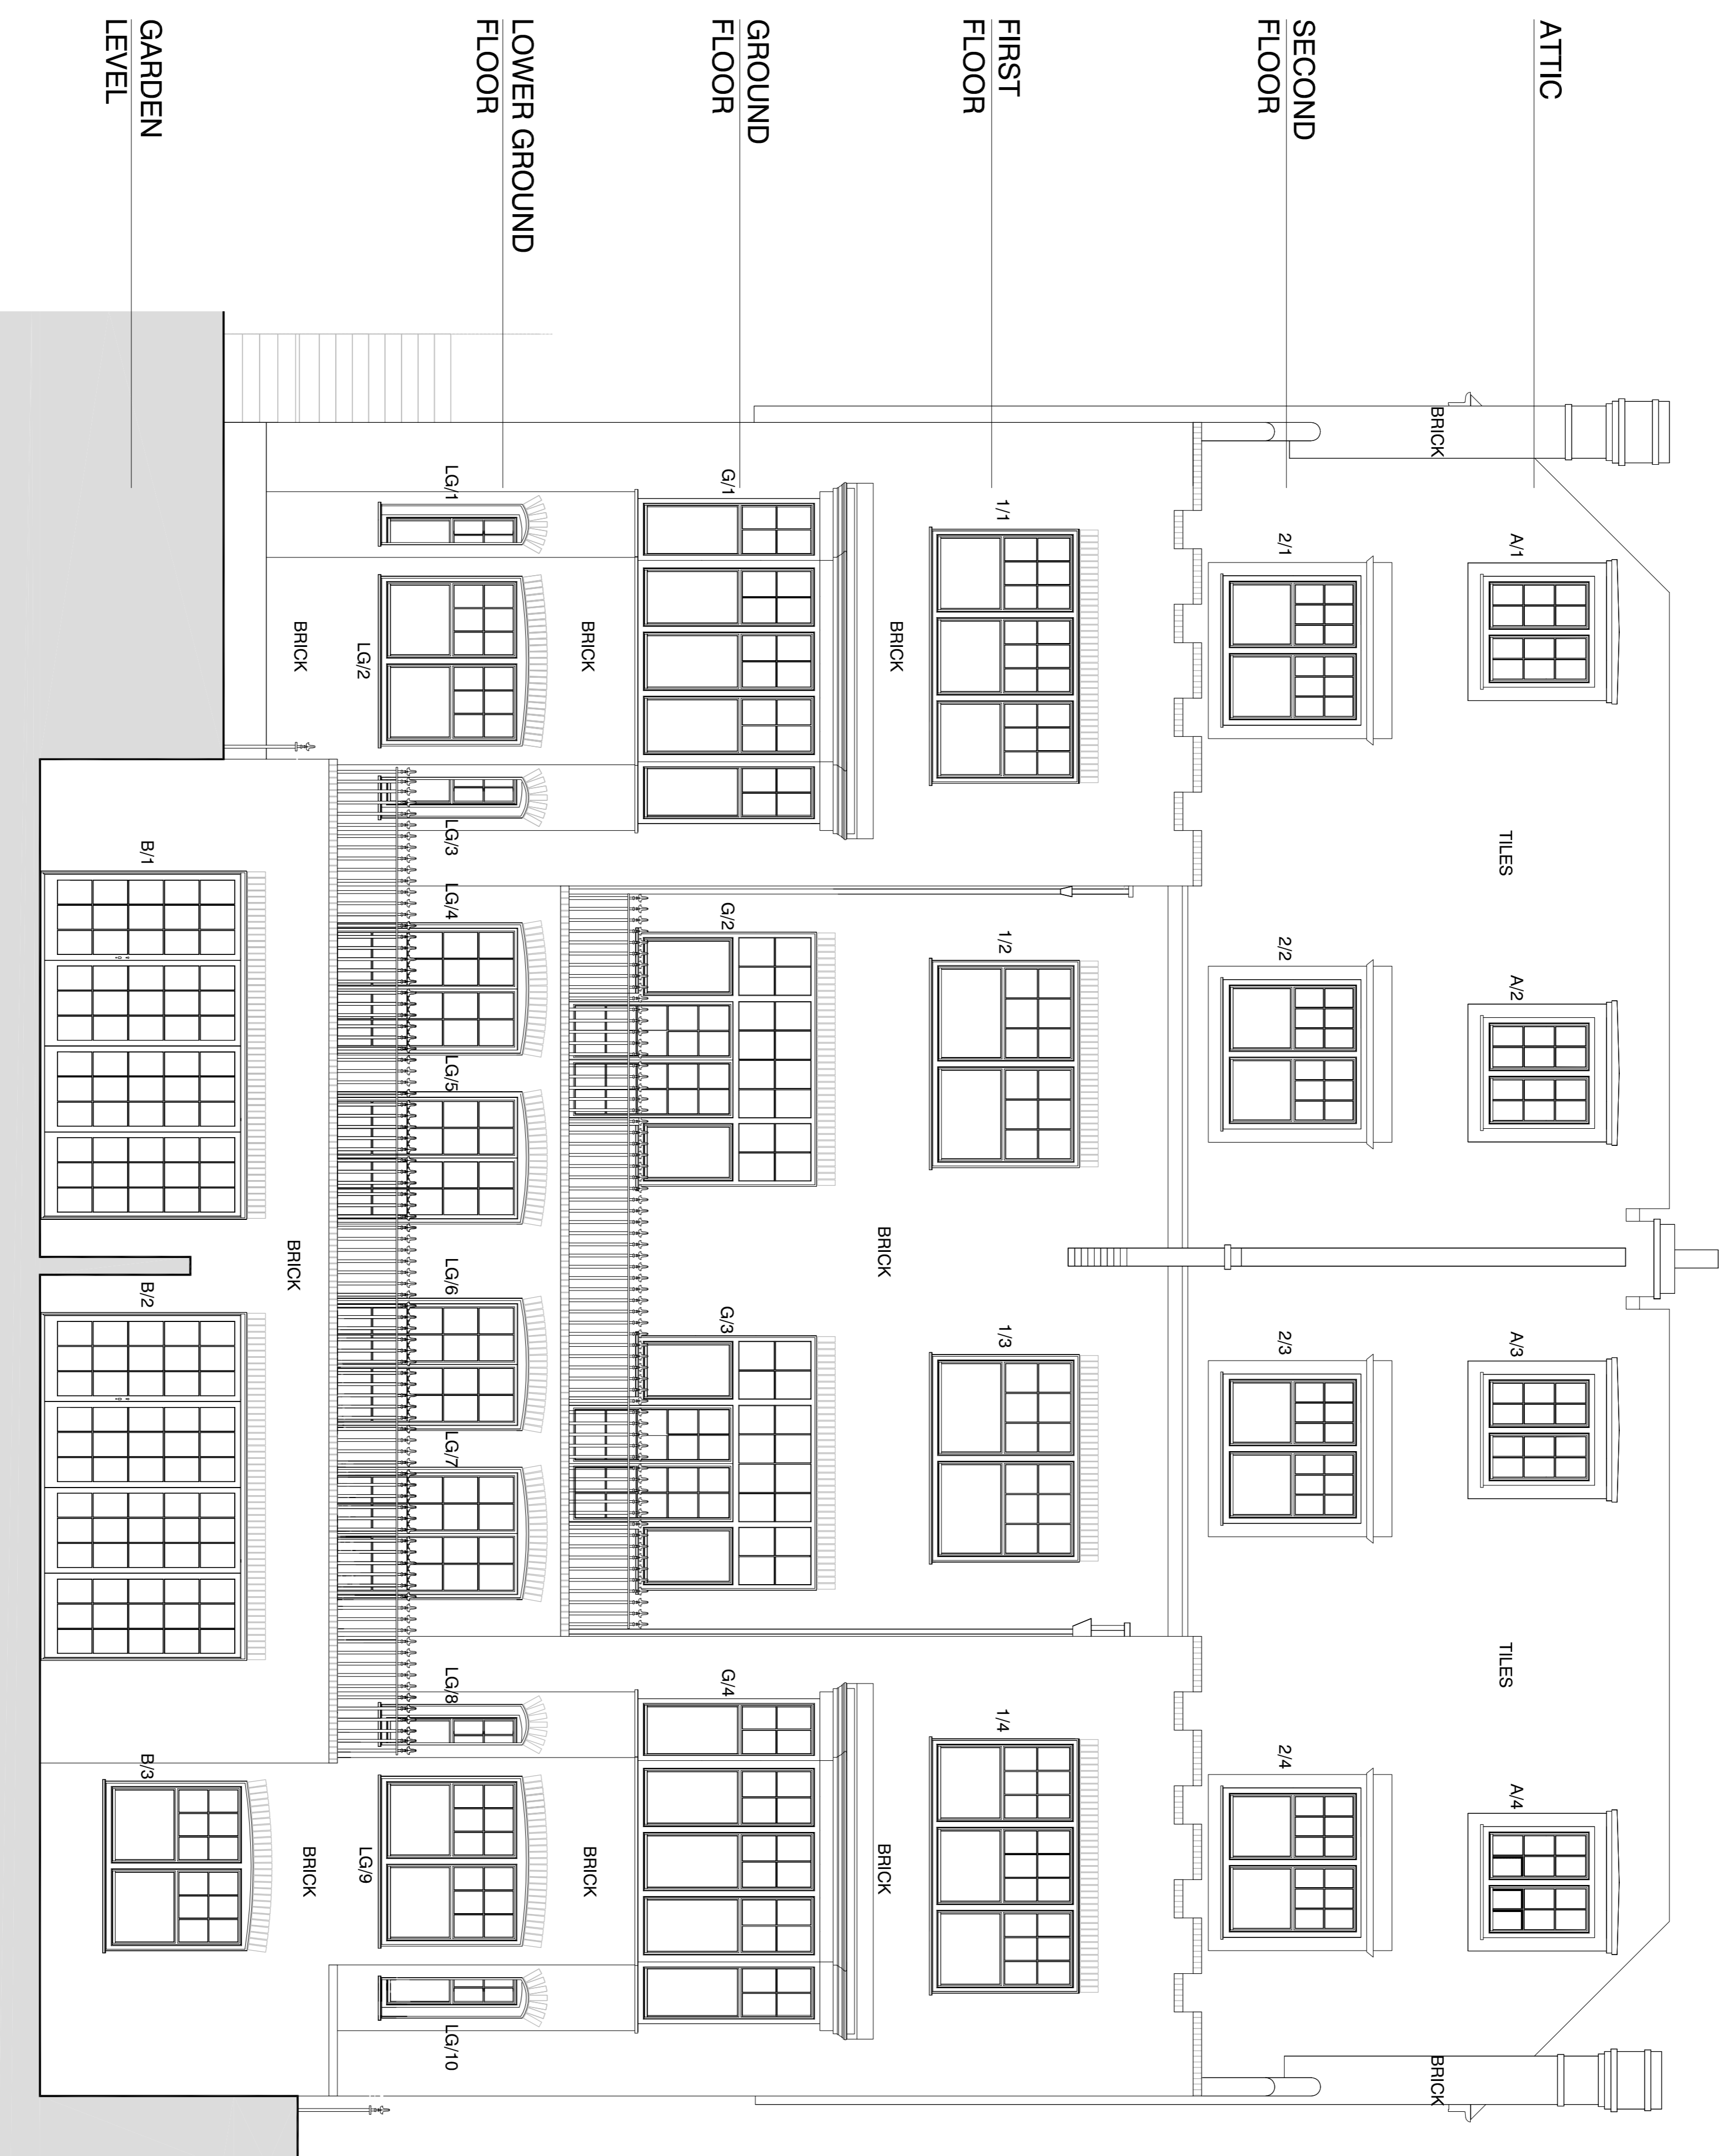 ATTIC
SECOND
FLOOR
FIRST
FLOOR
GROUND
FLOOR
LOWER GROUND
FLOOR
GARDEN
LEVEL
BRICK
BRICK
A/1
A/2
A/3
A/4
TILES
TILES
2/1
2/2
2/3
2/4
1/1
1/2
1/3
1/4
BRICK
BRICK
BRICK
G/1
G/2
G/3
G/4
BRICK
BRICK
LG/1
LG/3
LG/4
LG/5
LG/6
LG/7
LG/8
LG/10
LG/2
LG/9
BRICK
BRICK
BRICK
B/1
B/2
B/3